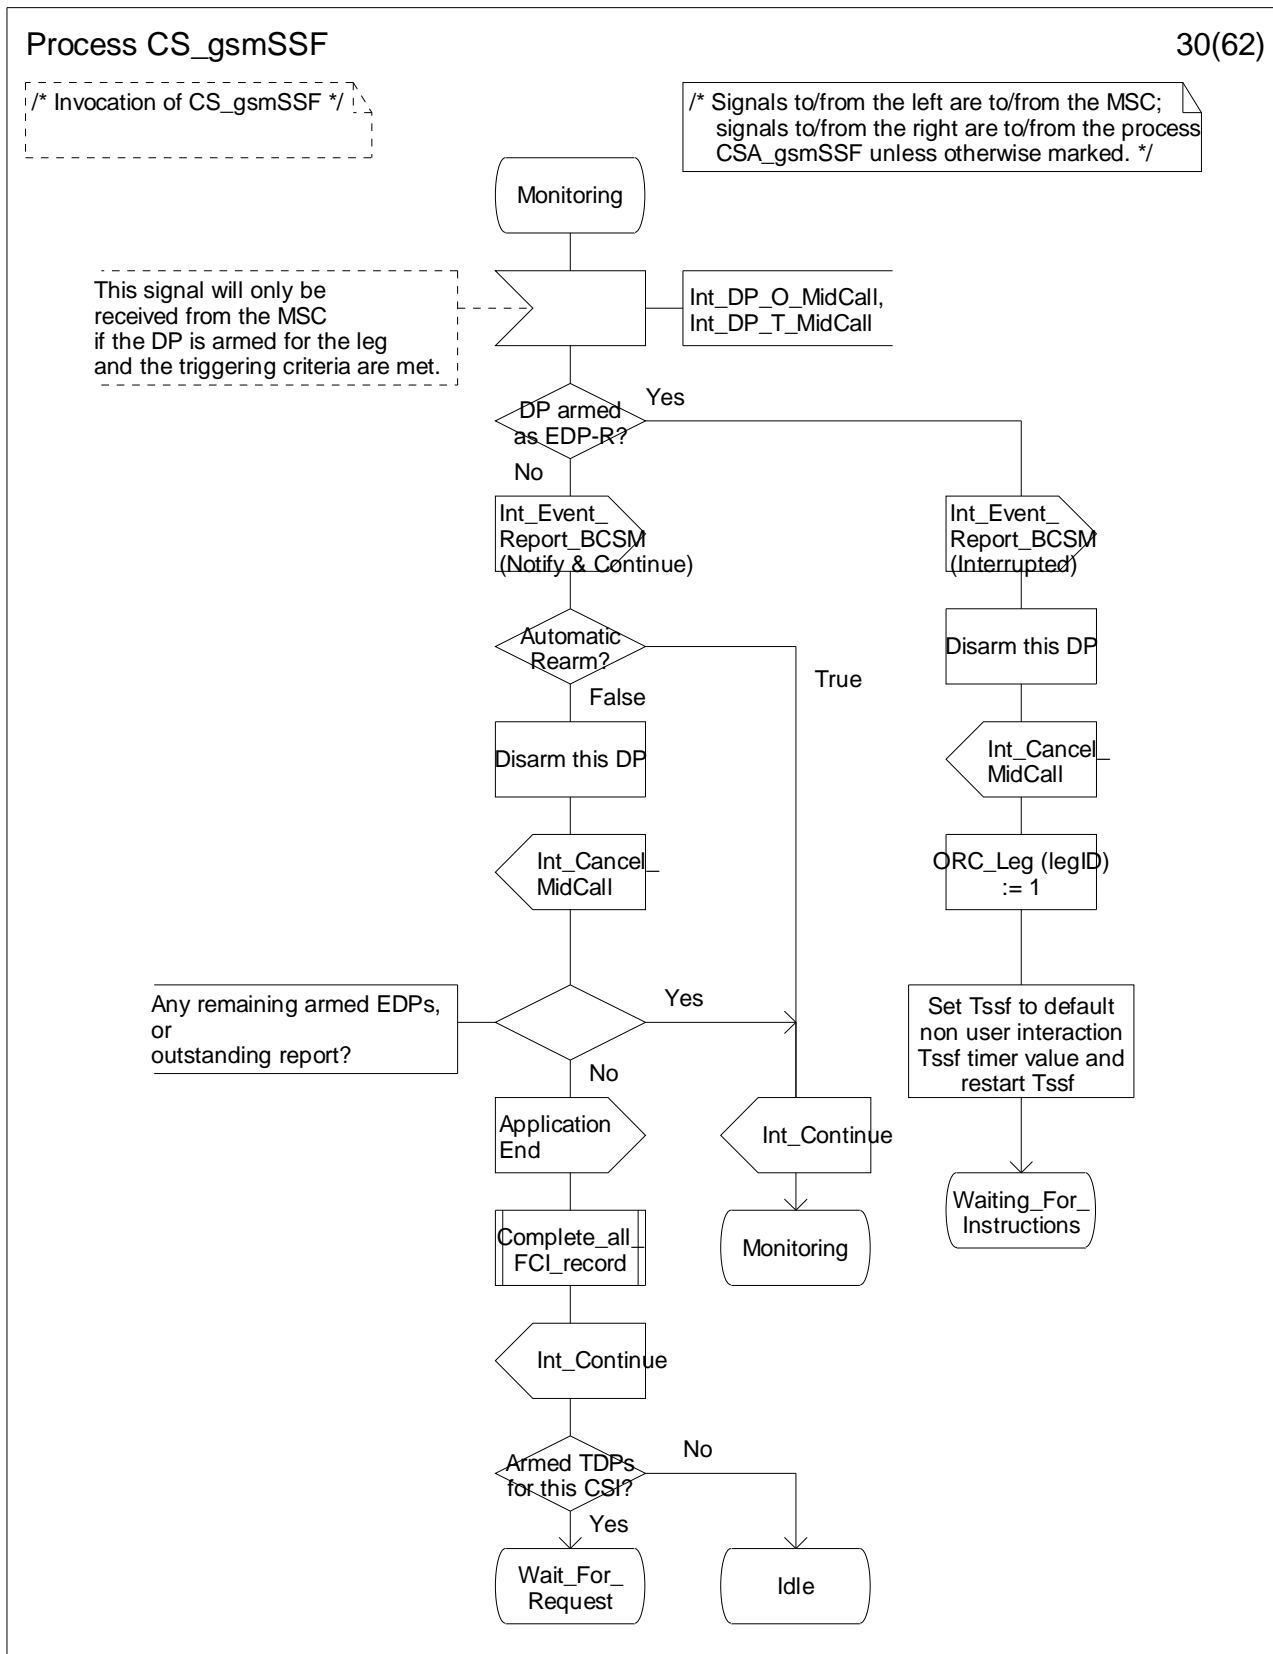 Process CS_gsmSSF
30(62)
/* Invocation of CS_gsmSSF */
/* Signals to/from the left are to/from the MSC;
signals to/from the right are to/from the process
CSA_gsmSSF unless otherwise marked. */
Monitoring
This signal will only be
received from the MSC
if the DP is armed for the leg
and the triggering criteria are met.
Int_DP_O_MidCall,
Int_DP_T_MidCall
DP armed
as EDP-R?
Yes
No
Int_Event_
Report_BCSM
(Notify & Continue)
Int_Event_
Report_BCSM
(Interrupted)
Automatic
Rearm?
True
False
Disarm this DP
Disarm this DP
Int_Cancel_
MidCall
Int_Cancel_
MidCall
ORC_Leg (legID)
:= 1
Any remaining armed EDPs,
or
outstanding report?
Yes
No
Set Tssf to default
non user interaction
Tssf timer value and
restart Tssf
Application
End
Int_Continue
Waiting_For_
Instructions
Complete_all_
FCI_record
Monitoring
Int_Continue
Armed TDPs
for this CSI?
No
Yes
Wait_For_
Request
Idle